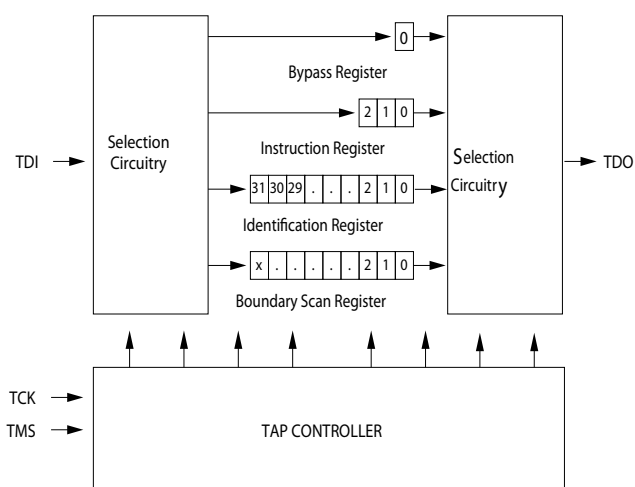 0
Bypass Register
2 1 0
Selection
Circuitry
Instruction Register
Selection
Circuitry
TDI
TDO
31 30 29 . . . 2 1 0
Identification Register
x . . . . . 2 1 0
Boundary Scan Register
TCK
TMS
TAP CONTROLLER